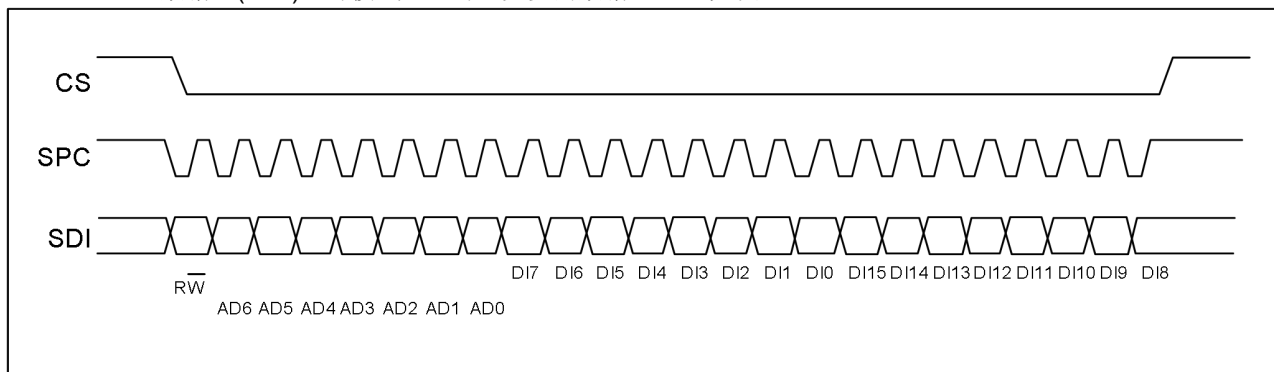 CS
SPC
SDI
DI7 DI6 DI5 DI4 DI3 DI2 DI1 DI0 DI15 DI14 DI13 DI12 DI11 DI10 DI9 DI8
RW̅
AD6 AD5 AD4 AD3 AD2 AD1 AD0